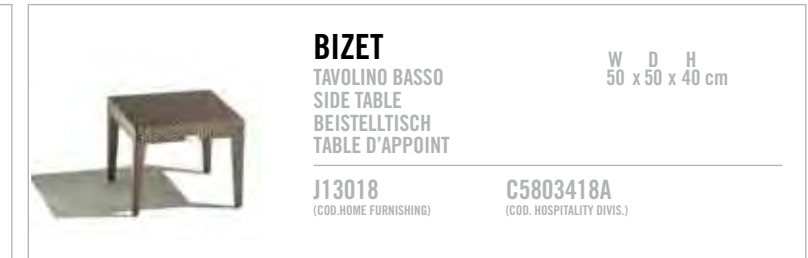 BIZET
TAVOLINO BASSO
SIDE TABLE
BEISTELLTISCH
TABLE D'APPOINT
W D H
50 x 50 x 40 cm
J13018
(COD.HOME FURNISHING)
C5803418A
(COD. HOSPITALITY DIVIS.)